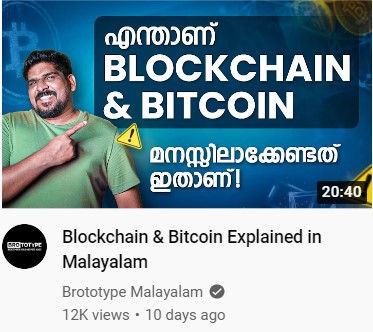 എന്താണ്
BLOCKCHAIN
& BITCOIN
മനസ്സിലാക്കേണ്ടത്
ഇതാണ്!
20:40
BROTOTYPE
Blockchain & Bitcoin Explained in
Malayalam
Brototype Malayalam
12K views • 10 days ago